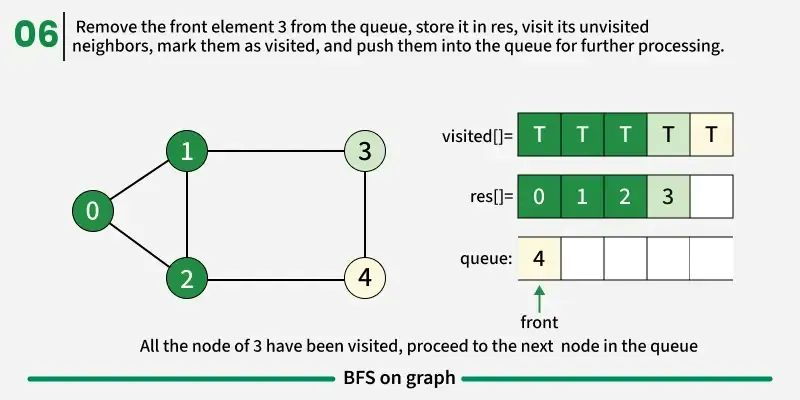 06
Remove the front element 3 from the queue, store it in res, visit its unvisited
neighbors, mark them as visited, and push them into the queue for further processing.
1
3
0
2
4
visited[]= T T T T T
res[]= 0 1 2 3
queue: 4
front
All the node of 3 have been visited, proceed to the next node in the queue
BFS on graph